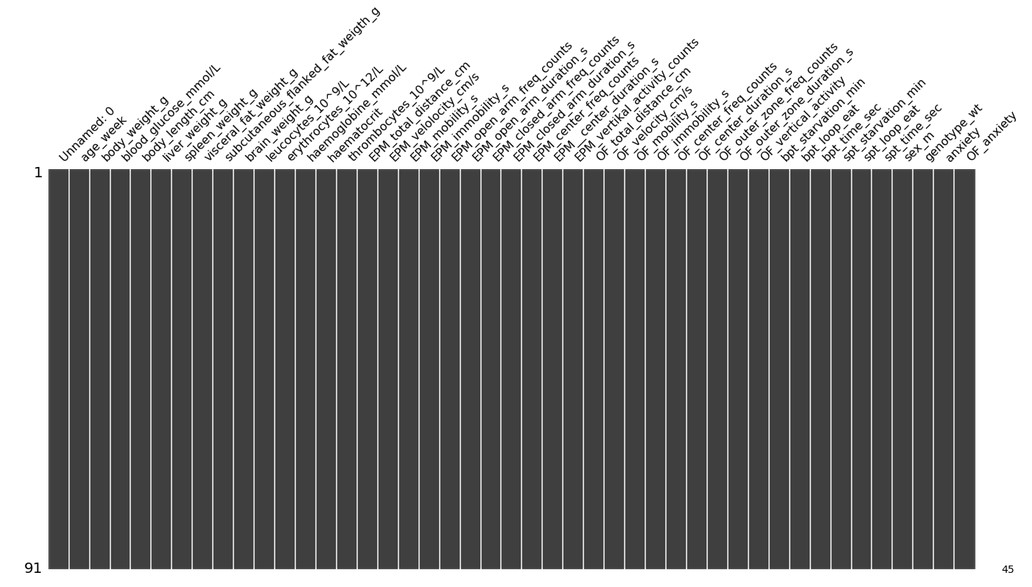 Unnamed: 0
age_week
body_weight_g
blood_glucose_mmol/L
body_length_cm
liver_weight_g
spleen_weight_g
visceral_fat_weight_g
subcutaneous_flanked_fat_weigth_g
brain_weight_g
leucocytes_10^9/L
erythrocytes_10^12/L
haemoglobine_mmol/L
haematocrit
thrombocytes_10^9/L
EPM_total_distance_cm
EPM_velolocity_cm/s
EPM_mobility_s
EPM_immobility_s
EPM_open_arm_freq_counts
EPM_open_arm_duration_s
EPM_closed_arm_freq_counts
EPM_closed_arm_duration_s
EPM_center_freq_counts
EPM_center_duration_s
EPM_vertikal_activity_counts
OF_total_distance_cm
OF_velocity_cm/s
OF_mobility_s
OF_immobility_s
OF_center_freq_counts
OF_center_duration_s
OF_outer_zone_freq_counts
OF_outer_zone_duration_s
OF_vertical_activity
bpt_starvation_min
bpt_loop_eat
bpt_time_sec
spt_starvation_min
spt_loop_eat
spt_time_sec
sex_m
genotype_wt
anxiety
OF_anxiety
1
91
45